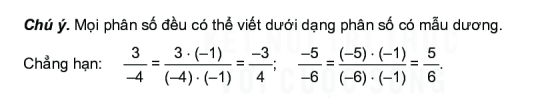 Chú ý. Mọi phân số đều có thể viết dưới dạng phân số có mẫu dương.
Chẳng hạn: 3/−4 = 3 · (−1)/(−4) · (−1) = −3/4; −5/−6 = (−5) · (−1)/(−6) · (−1) = 5/6.